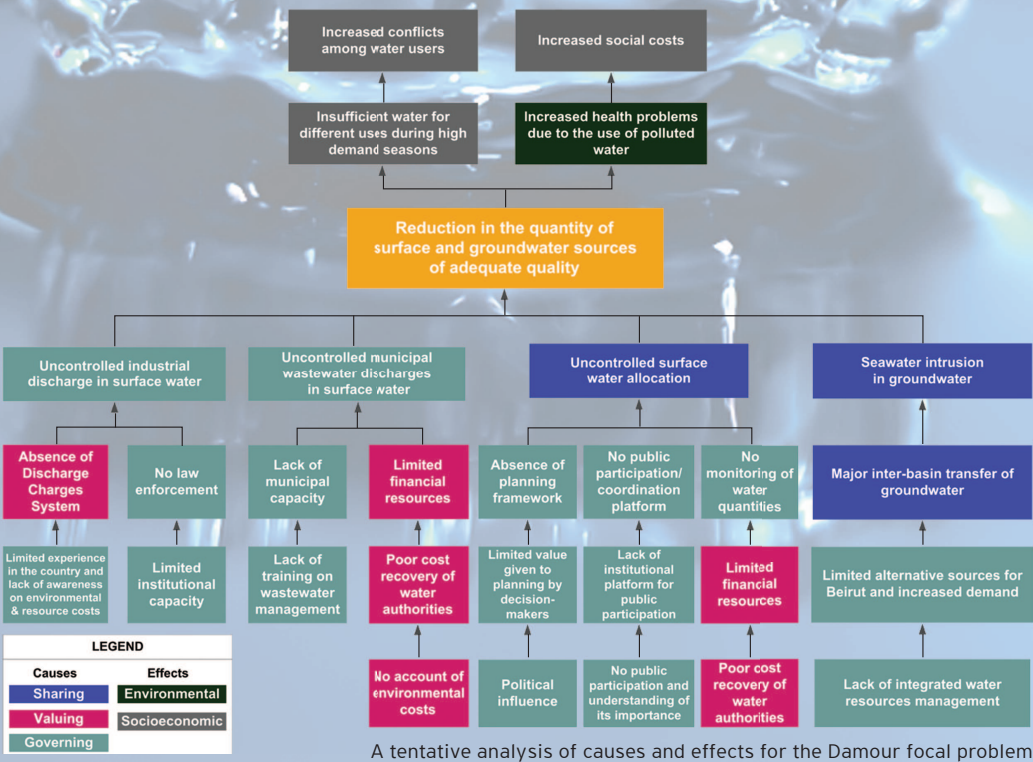 Increased conflicts
among water users
Increased social costs
Insufficient water for
different uses during high
demand seasons
Increased health problems
due to the use of polluted
water
Reduction in the quantity of
surface and groundwater sources
of adequate quality
Uncontrolled industrial
discharge in surface water
Uncontrolled municipal
wastewater discharges
in surface water
Uncontrolled surface
water allocation
Seawater intrusion
in groundwater
Absence of
Discharge
Charges
System
No law
enforcement
Lack of
municipal
capacity
Limited
financial
resources
Absence of
planning
framework
No public
participation/
coordination
platform
No
monitoring of
water
quantities
Major inter-basin transfer of
groundwater
Limited experience
in the country and
lack of awareness
on environmental
& resource costs
Limited
institutional
capacity
Lack of
training on
wastewater
management
Poor cost
recovery of
water
authorities
Limited value
given to
planning by
decision-
makers
Lack of
institutional
platform for
public
participation
Limited
financial
resources
Limited alternative sources for
Beirut and increased demand
No account of
environmental
costs
Political
influence
No public
participation and
understanding of
its importance
Poor cost
recovery of
water
authorities
Lack of integrated water
resources management
LEGEND
Causes
Effects
Sharing
Environmental
Valuing
Socioeconomic
Governing
A tentative analysis of causes and effects for the Damour focal problem